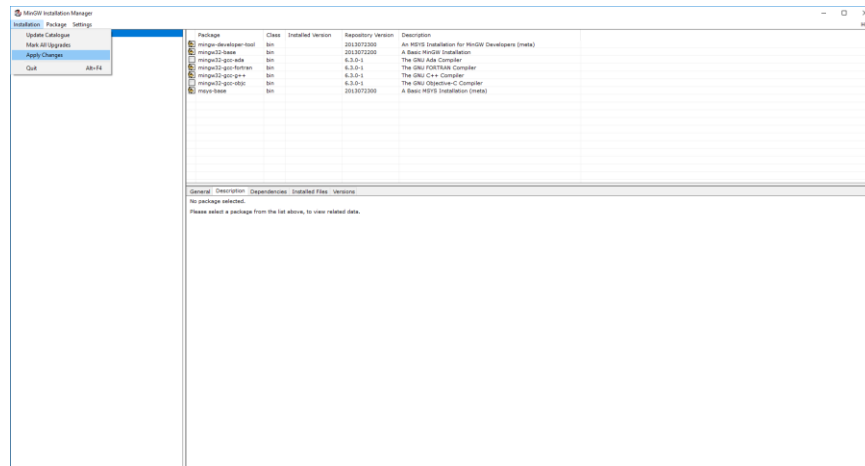 MinGW Installation Manager
Installation Package Settings
Update Catalogue
Mark All Upgrades
Apply Changes
Quit Alt+F4
Package Class Installed Version Repository Version Description
mingw-developer-tool bin 2013072300 An MSYS Installation for MinGW Developers (meta)
mingw32-base bin 2013072200 A Basic MinGW Installation
mingw32-gcc-ada bin 6.3.0-1 The GNU Ada Compiler
mingw32-gcc-fortran bin 6.3.0-1 The GNU FORTRAN Compiler
mingw32-gcc-g++ bin 6.3.0-1 The GNU C++ Compiler
mingw32-gcc-objc bin 6.3.0-1 The GNU Objective-C Compiler
msys-base bin 2013072300 A Basic MSYS Installation (meta)
General Description Dependencies Installed Files Versions
No package selected.
Please select a package from the list above, to view related data.